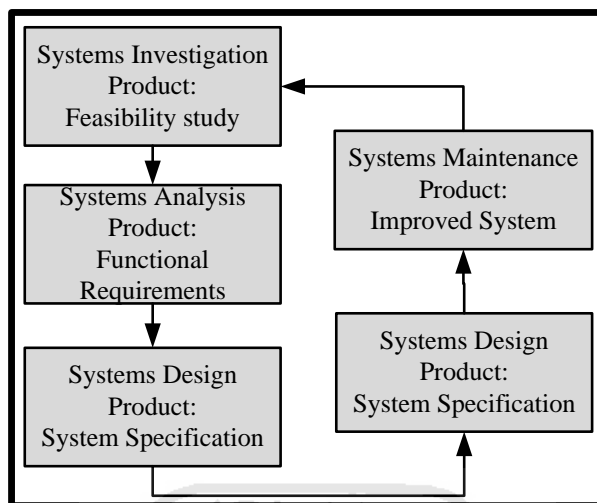 Systems Investigation
Product:
Feasibility study
Systems Analysis
Product:
Functional
Requirements
Systems Design
Product:
System Specification
Systems Design
Product:
System Specification
Systems Maintenance
Product:
Improved System